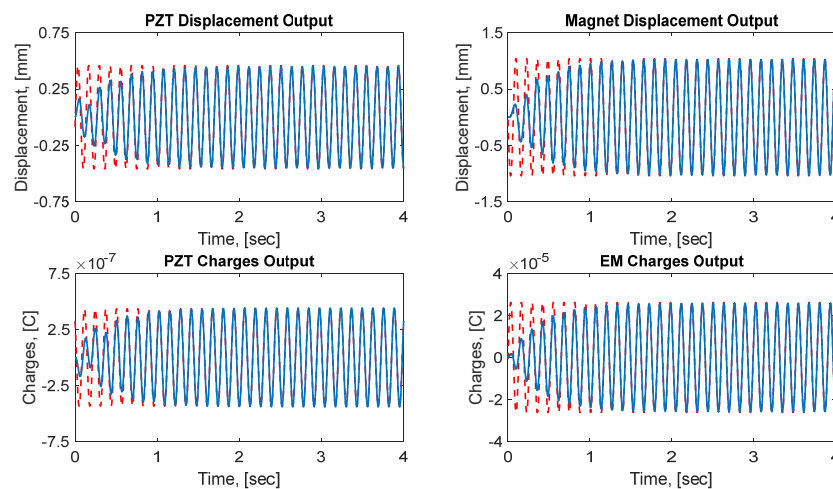 PZT Displacement Output
0.75
0.25
-0.25
-0.75
Displacement, [mm]
0 1 2 3 4
Time, [sec]
Magnet Displacement Output
1.5
0.5
-0.5
-1.5
Displacement, [mm]
0 1 2 3 4
Time, [sec]
PZT Charges Output
×10⁻⁷
7.5
2.5
-2.5
-7.5
Charges, [C]
0 1 2 3 4
Time, [sec]
EM Charges Output
×10⁻⁵
4
2
0
-2
-4
Charges, [C]
0 1 2 3 4
Time, [sec]